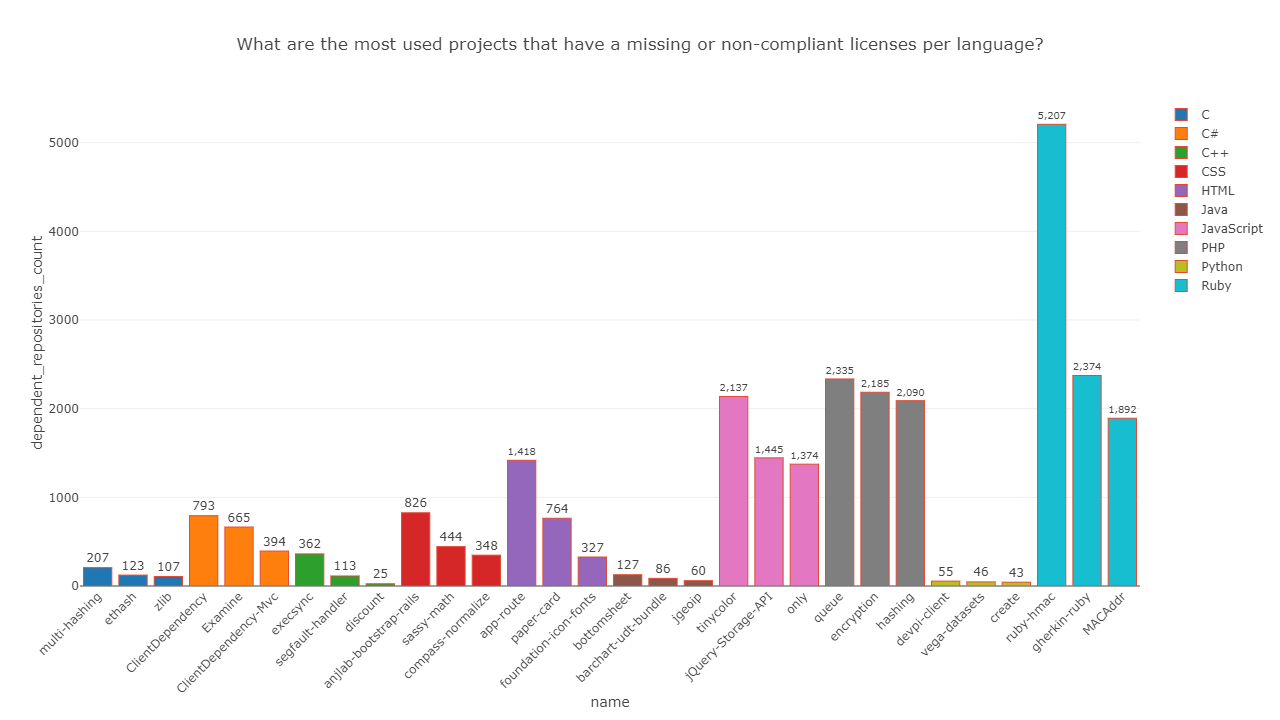 What are the most used projects that have a missing or non-compliant licenses per language?
dependent_repositories_count
5000
4000
3000
2000
1000
0
207
123
107
793
665
394
362
113
25
826
444
348
1,418
764
327
127
86
60
2,137
1,445
1,374
2,335
2,185
2,090
55
46
43
5,207
2,374
1,892
multi-hashing
ethash
zlib
ClientDependency
Examine
ClientDependency-Mvc
execsync
segfault-handler
discount
anjlab-bootstrap-rails
sassy-math
compass-normalize
app-route
paper-card
foundation-icon-fonts
bottomsheet
barchart-udt-bundle
jgeoip
tinycolor
jQuery-Storage-API
only
queue
encryption
hashing
devpi-client
vega-datasets
create
ruby-hmac
gherkin-ruby
MACAddr
name
C
C#
C++
CSS
HTML
Java
JavaScript
PHP
Python
Ruby